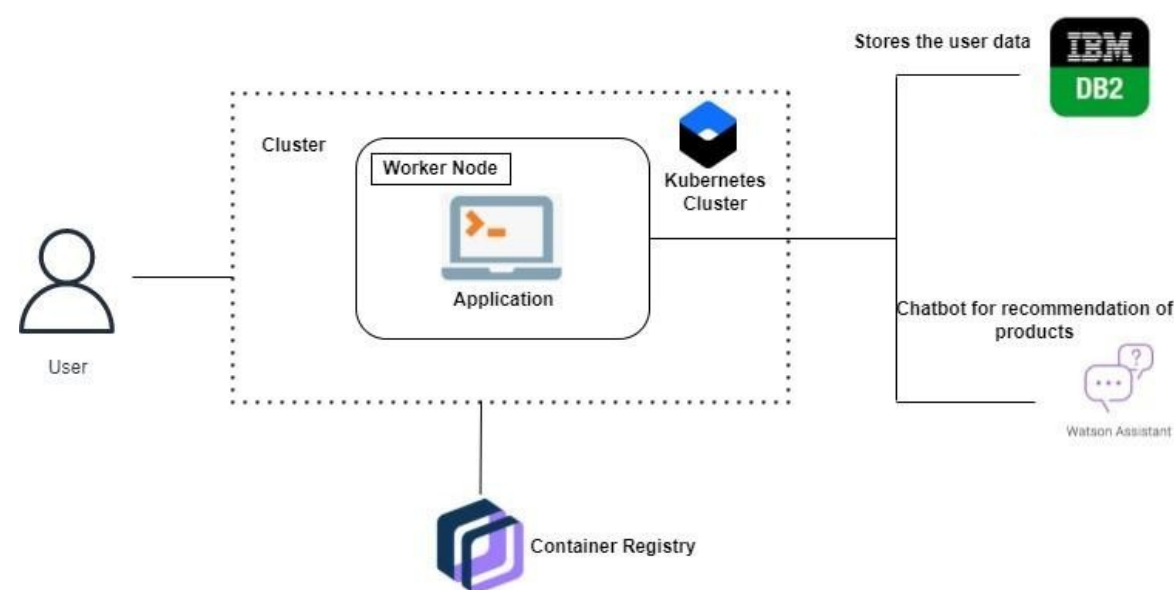 Stores the user data
IBM
DB2
Cluster
Worker Node
Kubernetes
Cluster
Application
User
Chatbot for recommendation of
products
?
Watson Assistant
Container Registry